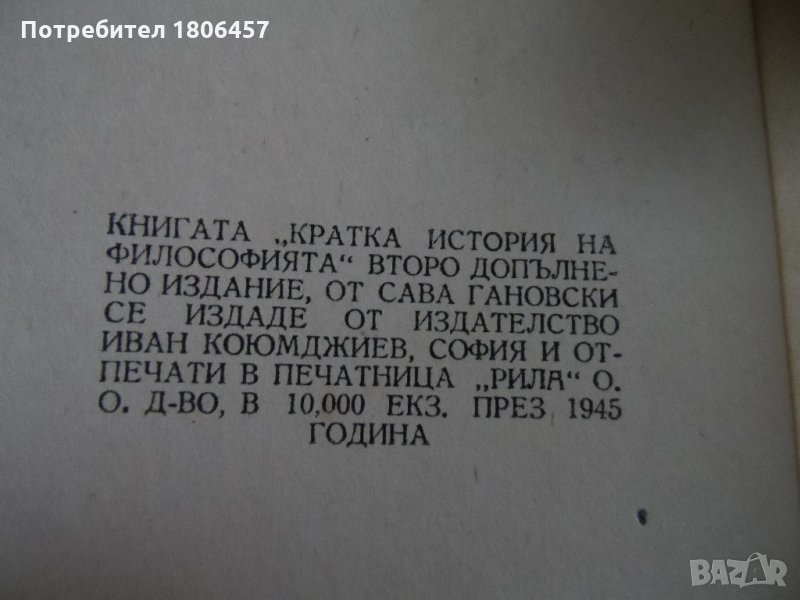 Потребител 1806457
КНИГАТА „КРАТКА ИСТОРИЯ НА
ФИЛОСОФИЯТА“ ВТОРО ДОПЪЛНЕ-
НО ИЗДАНИЕ, ОТ САВА ГАНОВСКИ
СЕ ИЗДАДЕ ОТ ИЗДАТЕЛСТВО
ИВАН КОЮМДЖИЕВ, СОФИЯ И ОТ-
ПЕЧАТИ В ПЕЧАТНИЦА „РИЛА“ О.
О. Д-ВО, В 10,000 ЕКЗ. ПРЕЗ 1945
ГОДИНА
BAZAR